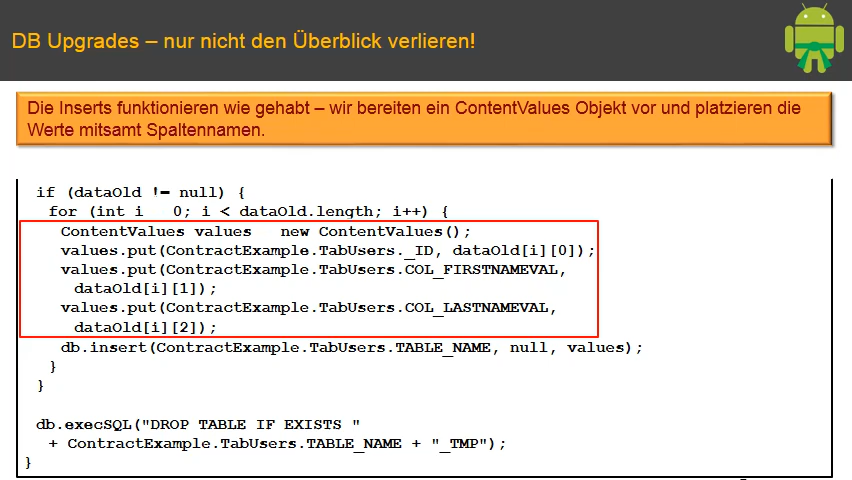 DB Upgrades – nur nicht den Überblick verlieren!
Die Inserts funktionieren wie gehabt – wir bereiten ein ContentValues Objekt vor und platzieren die
Werte mitsamt Spaltennamen.
if (dataOld != null) {
for (int i   0; i < dataOld.length; i++) {
ContentValues values   new ContentValues();
values.put(ContractExample.TabUsers._ID, dataOld[i][0]);
values.put(ContractExample.TabUsers.COL_FIRSTNAMEVAL,
dataOld[i][1]);
values.put(ContractExample.TabUsers.COL_LASTNAMEVAL,
dataOld[i][2]);
db.insert(ContractExample.TabUsers.TABLE_NAME, null, values);
}
}
db.execSQL("DROP TABLE IF EXISTS "
+ ContractExample.TabUsers.TABLE_NAME + "_TMP");
}